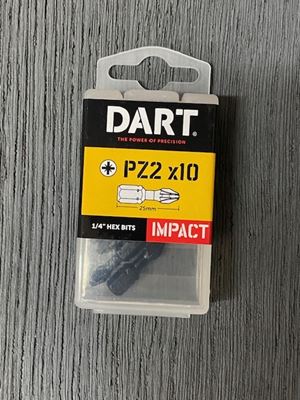 DART®
THE POWER OF PRECISION
PZ2 x10
25mm
1/4" HEX BITS
IMPACT